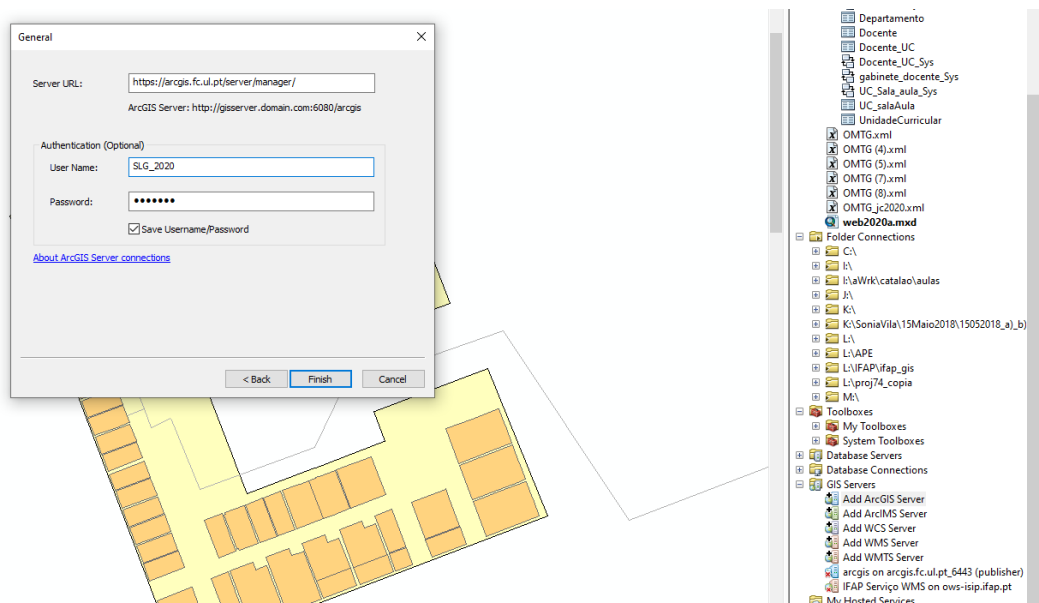 General
Server URL:
https://arcgis.fc.ul.pt/server/manager/
ArcGIS Server: http://gisserver.domain.com:6080/arcgis
Authentication (Optional)
User Name:
SLG_2020
Password:
•••••••
Save Username/Password
About ArcGIS Server connections
< Back
Finish
Cancel
Departamento
Docente
Docente_UC
Docente_UC_Sys
gabinete_docente_Sys
UC_Sala_aula_Sys
UC_salaAula
UnidadeCurricular
OMTG.xml
OMTG (4).xml
OMTG (5).xml
OMTG (7).xml
OMTG (8).xml
OMTG_jc2020.xml
web2020a.mxd
Folder Connections
C:\
I:\
I:\aWrk\catalao\aulas
J:\
K:\
K:\SoniaVila\15Maio2018\15052018_a)_b)
L:\
L:\APE
L:\IFAP\ifap_gis
L:\proj74_copia
M:\
Toolboxes
My Toolboxes
System Toolboxes
Database Servers
Database Connections
GIS Servers
Add ArcGIS Server
Add ArcIMS Server
Add WCS Server
Add WMS Server
Add WMTS Server
arcgis on arcgis.fc.ul.pt_6443 (publisher)
IFAP Serviço WMS on ows-isip.ifap.pt
My Hosted Services